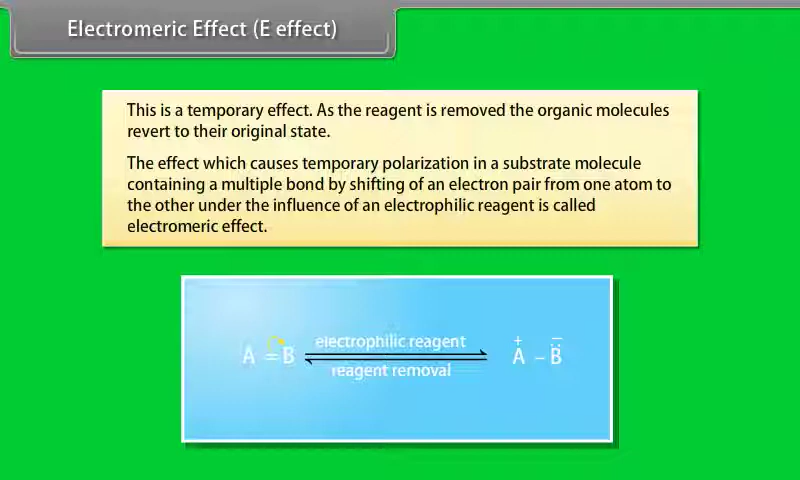 Electromeric Effect (E effect)
This is a temporary effect. As the reagent is removed the organic molecules
revert to their original state.
The effect which causes temporary polarization in a substrate molecule
containing a multiple bond by shifting of an electron pair from one atom to
the other under the influence of an electrophilic reagent is called
electromeric effect.
electrophilic reagent
A = B ⇌ A⁺ – B̈⁻
reagent removal